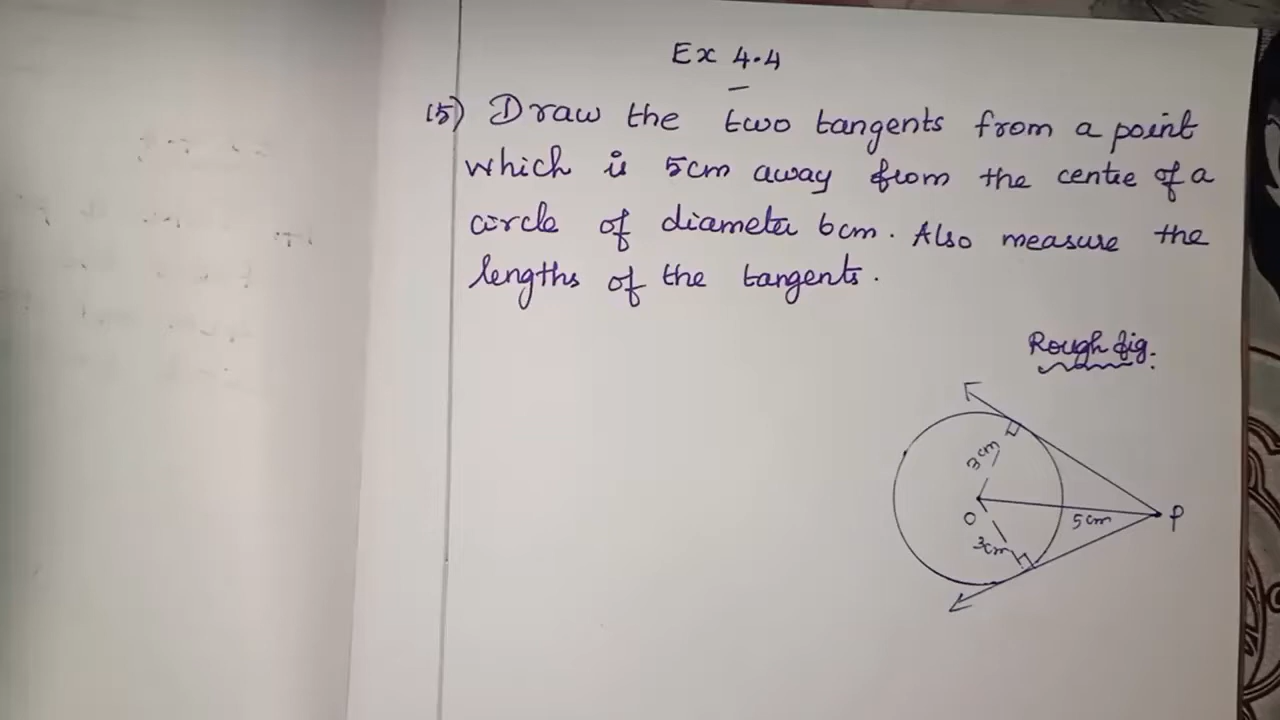 Ex 4.4
15) Draw the two tangents from a point
which is 5cm away from the centre of a
circle of diameter 6cm. Also measure the
lengths of the tangents.
Rough fig.
3cm
O
5cm
P
3cm